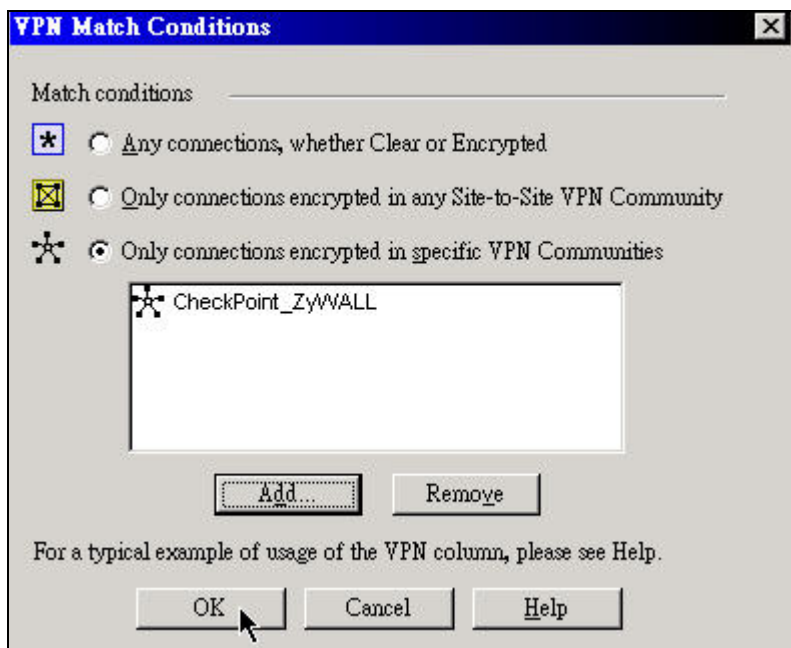 VPN Match Conditions
Match conditions
Any connections, whether Clear or Encrypted
Only connections encrypted in any Site-to-Site VPN Community
Only connections encrypted in specific VPN Communities
CheckPoint_ZyWALL
Add... Remove
For a typical example of usage of the VPN column, please see Help.
OK Cancel Help